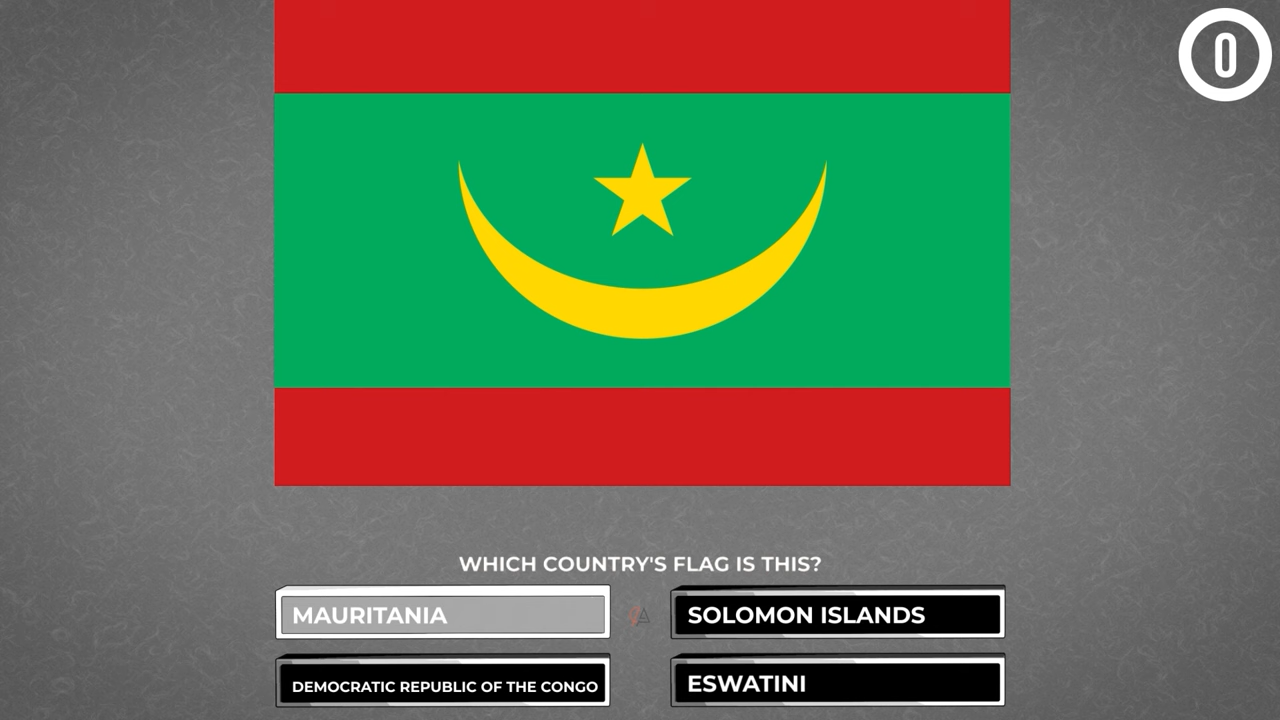 0
WHICH COUNTRY'S FLAG IS THIS?
MAURITANIA
SOLOMON ISLANDS
DEMOCRATIC REPUBLIC OF THE CONGO
ESWATINI